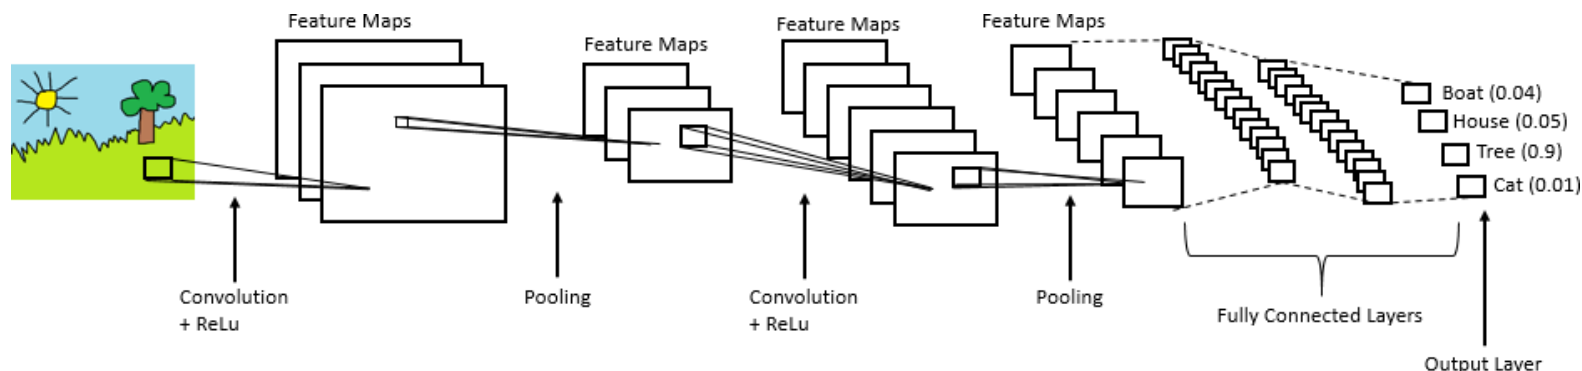 Feature Maps
Feature Maps
Feature Maps
Feature Maps
Boat (0.04)
House (0.05)
Tree (0.9)
Cat (0.01)
Convolution
+ ReLu
Pooling
Convolution
+ ReLu
Pooling
Fully Connected Layers
Output Layer